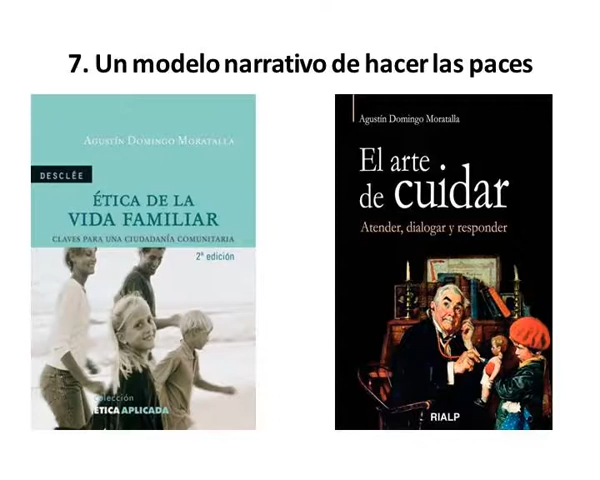 7. Un modelo narrativo de hacer las paces
AGUSTÍN DOMINGO MORATALLA
DESCLÉE
ÉTICA DE LA
VIDA FAMILIAR
CLAVES PARA UNA CIUDADANÍA COMUNITARIA
2ª edición
colección
ÉTICA APLICADA
Agustín Domingo Moratalla
El arte
de cuidar
Atender, dialogar y responder
RIALP